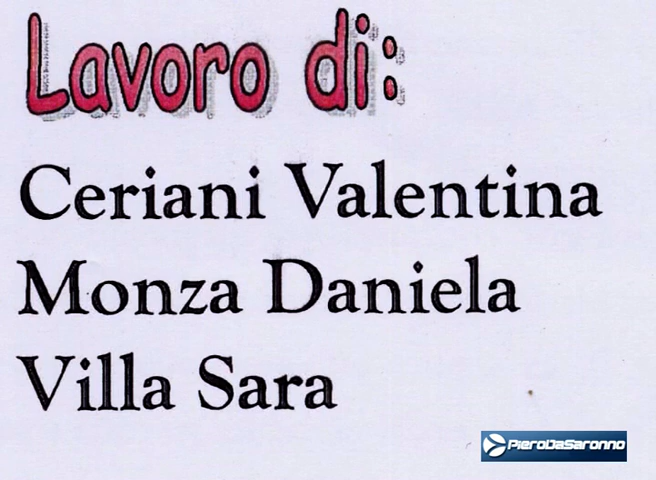 Lavoro di:
Ceriani Valentina
Monza Daniela
Villa Sara
PieroDaSaronno